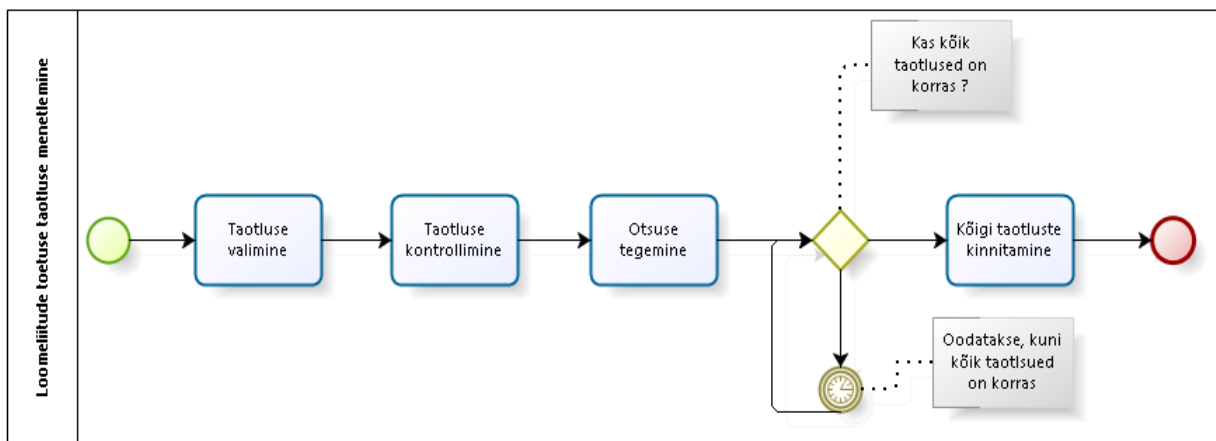 Loomeliitude toetuse taotluse menetlemine
Kas kõik
taotlused on
korras ?
Taotluse
valimine
Taotluse
kontrollimine
Otsuse
tegemine
Kõigi taotluste
kinnitamine
Oodatakse, kuni
kõik taotlsued
on korras